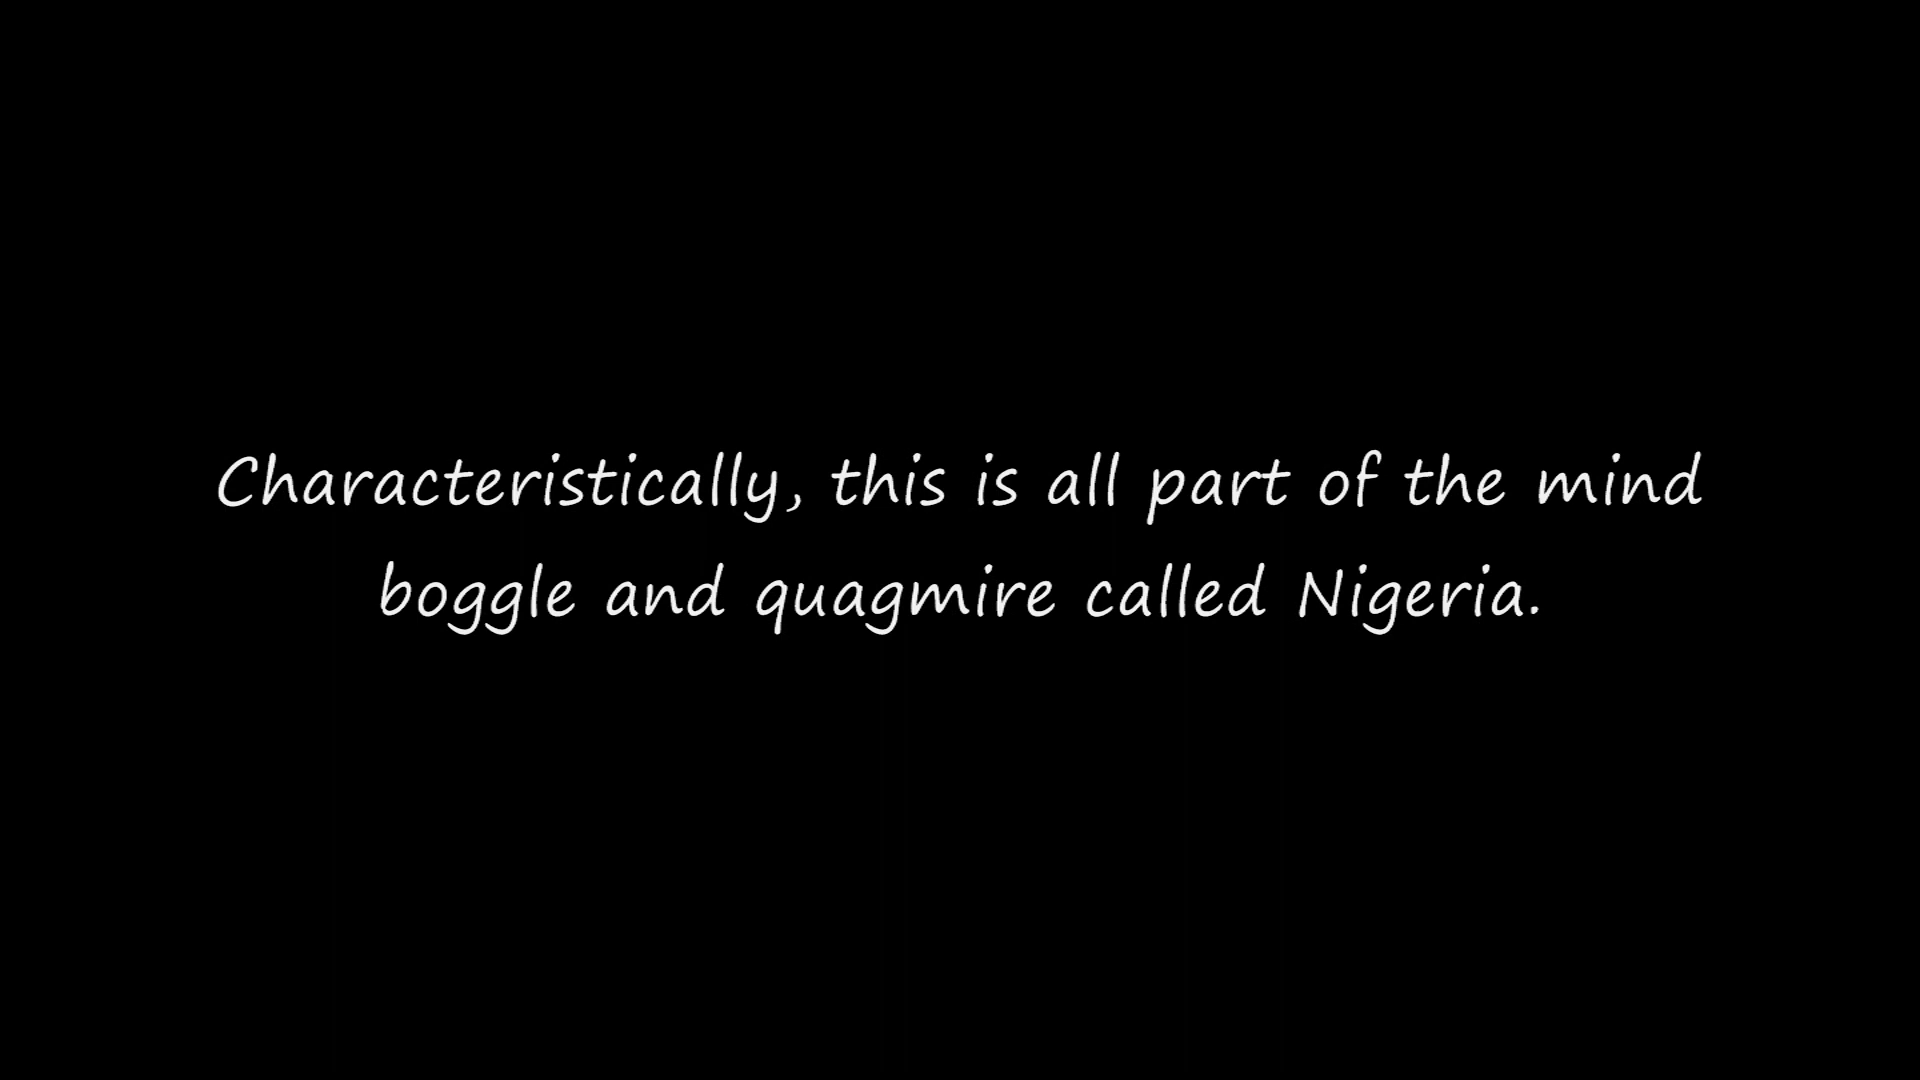 Characteristically, this is all part of the mind
boggle and quagmire called Nigeria.